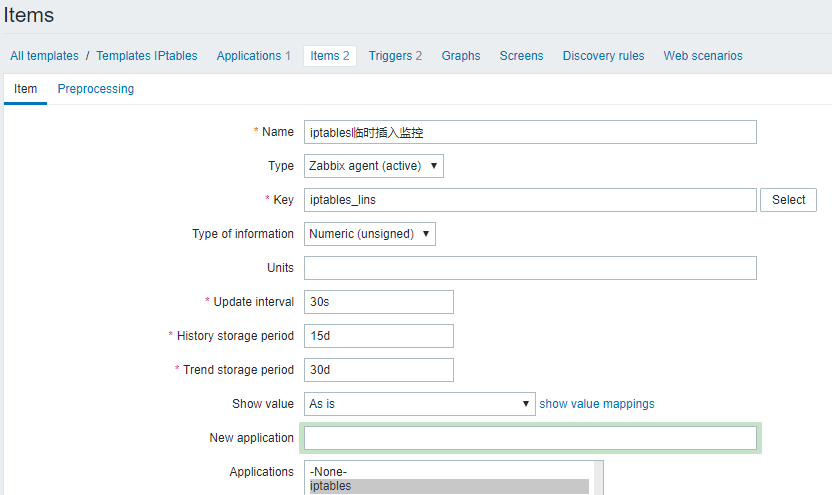 Items
All templates / Templates IPtables Applications 1 Items 2 Triggers 2 Graphs Screens Discovery rules Web scenarios
Item Preprocessing
* Name iptables临时插入监控
Type Zabbix agent (active) ▼
* Key iptables_lins Select
Type of information Numeric (unsigned) ▼
Units
* Update interval 30s
* History storage period 15d
* Trend storage period 30d
Show value As is ▼ show value mappings
New application
Applications -None-
iptables